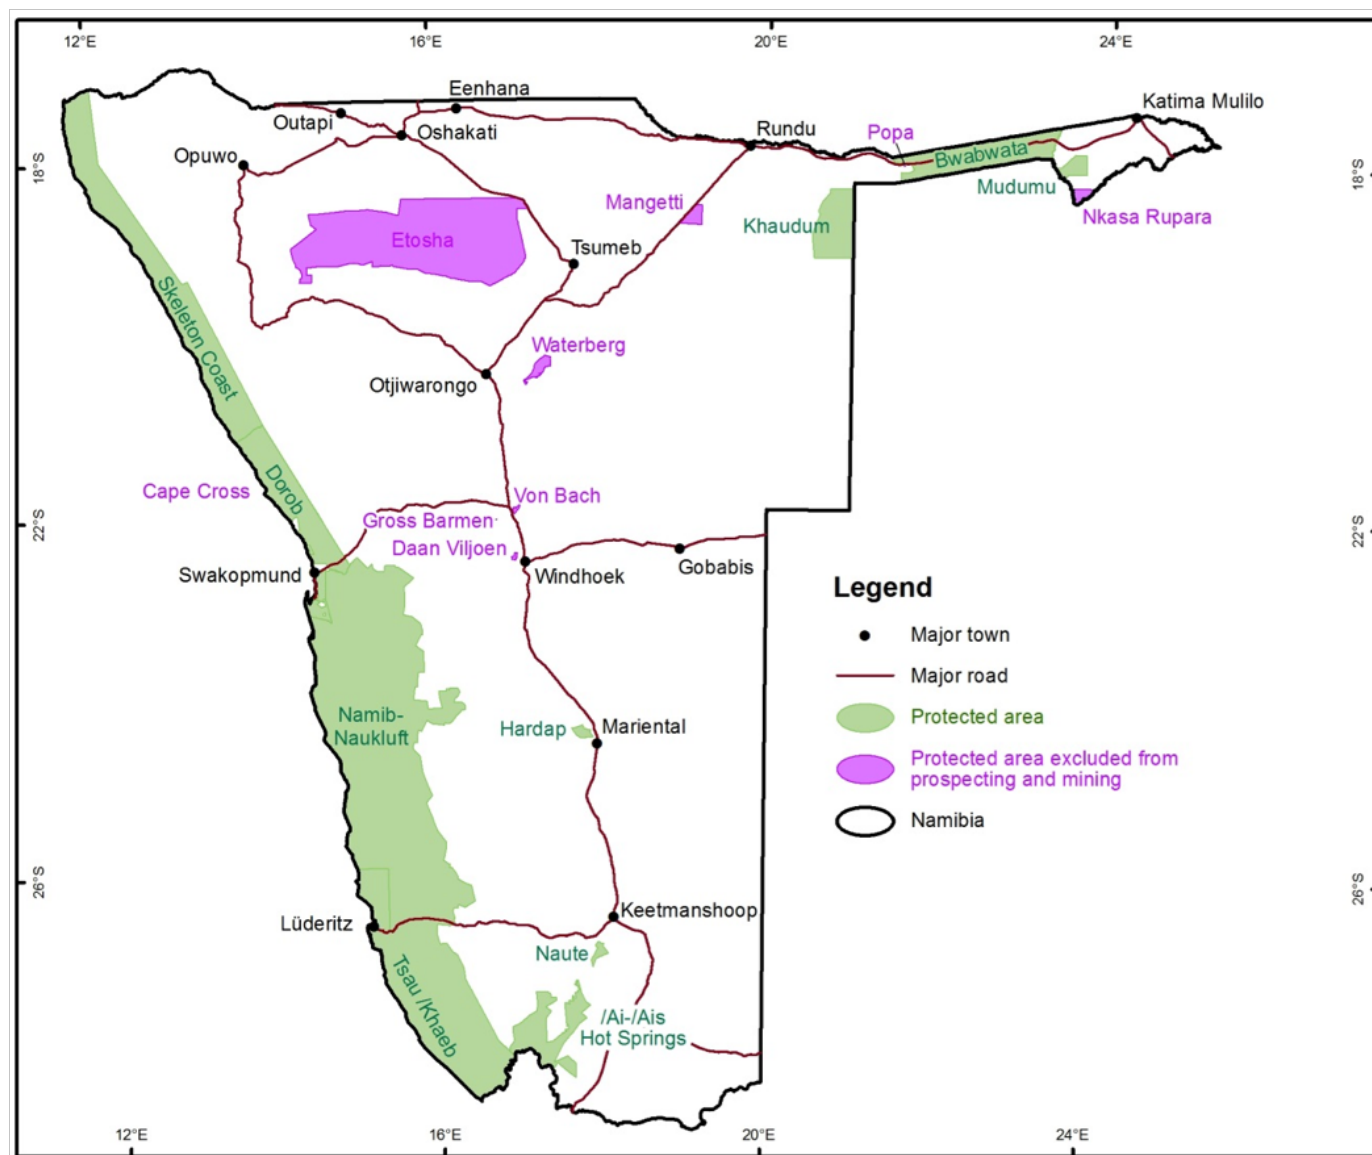 12°E
16°E
20°E
24°E
Eenhana
Katima Mulilo
Outapi
Oshakati
Rundu
Popa
Opuwo
Bwabwata
18°S
18°S
Mudumu
Mangetti
Nkasa Rupara
Khaudum
Etosha
Tsumeb
Skeleton Coast
Waterberg
Otjiwarongo
Dorob
Cape Cross
Von Bach
Gross Barmen
22°S
22°S
Daan Viljoen
Swakopmund
Windhoek
Gobabis
Legend
Major town
Major road
Namib-
Naukluft
Hardap
Mariental
Protected area
Protected area excluded from
prospecting and mining
Namibia
26°S
26°S
Lüderitz
Keetmanshoop
Naute
Tsau /Khaeb
/Ai-/Ais
Hot Springs
12°E
16°E
20°E
24°E